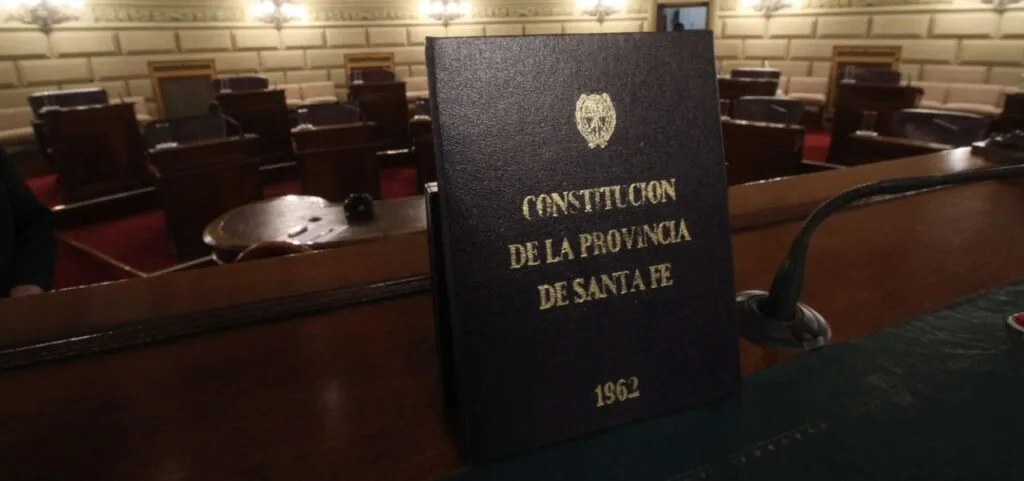 CONSTITUCION
DE LA PROVINCIA
DE SANTA FE
1962